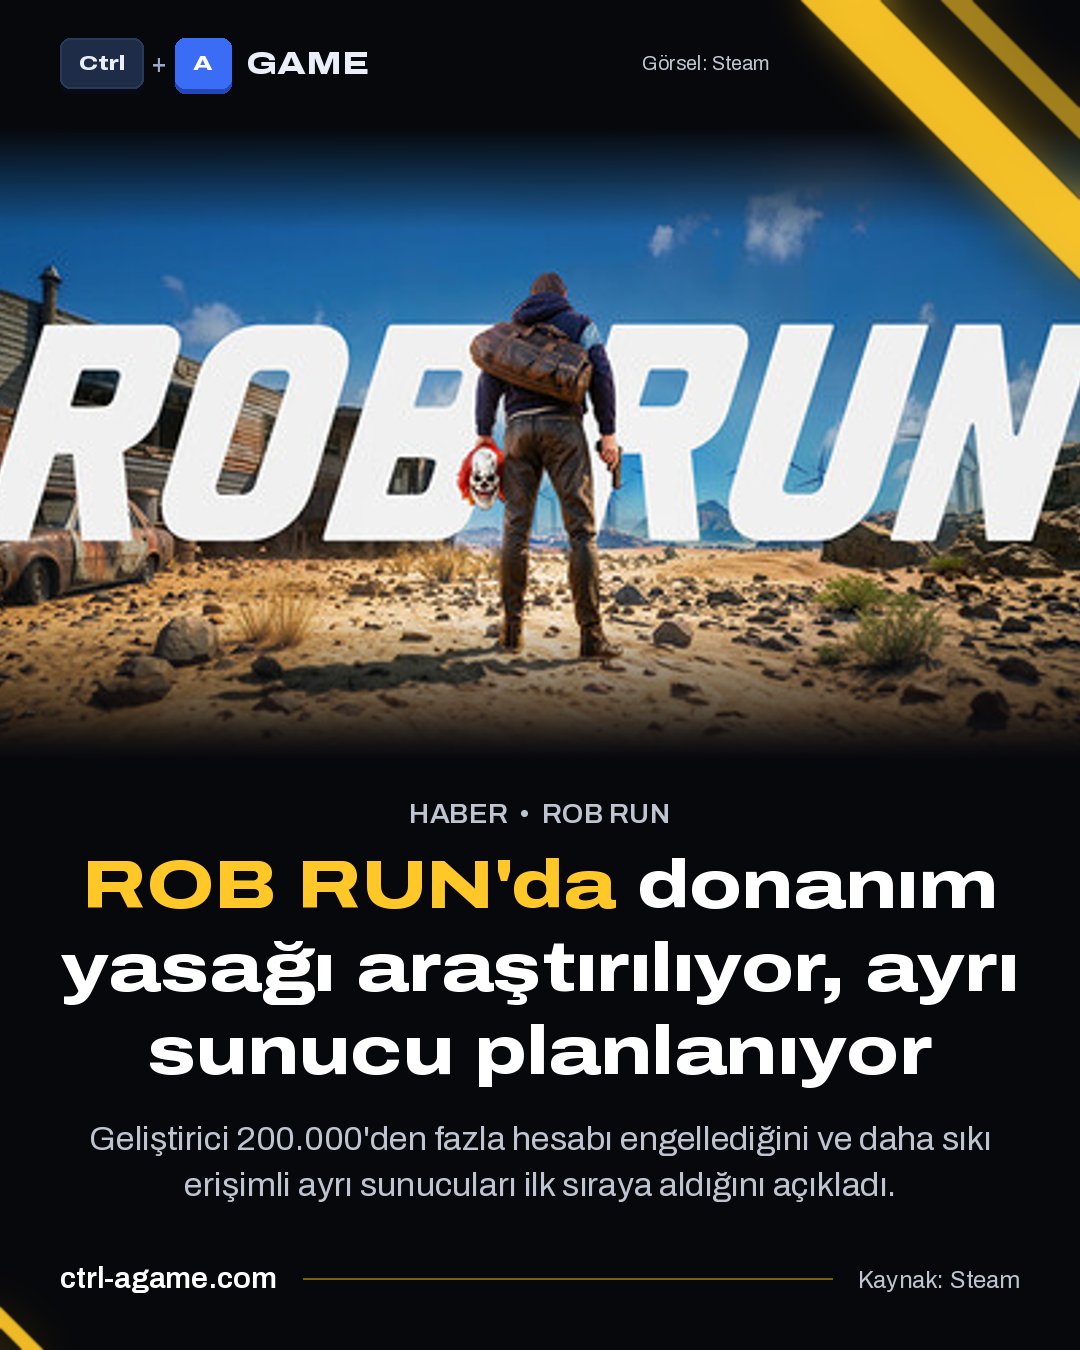 Ctrl + A GAME
Görsel: Steam
ROB RUN
HABER • ROB RUN
ROB RUN'da donanım
yasağı araştırılıyor, ayrı
sunucu planlanıyor
Geliştirici 200.000'den fazla hesabı engellediğini ve daha sıkı
erişimli ayrı sunucuları ilk sıraya aldığını açıkladı.
ctrl-agame.com
Kaynak: Steam